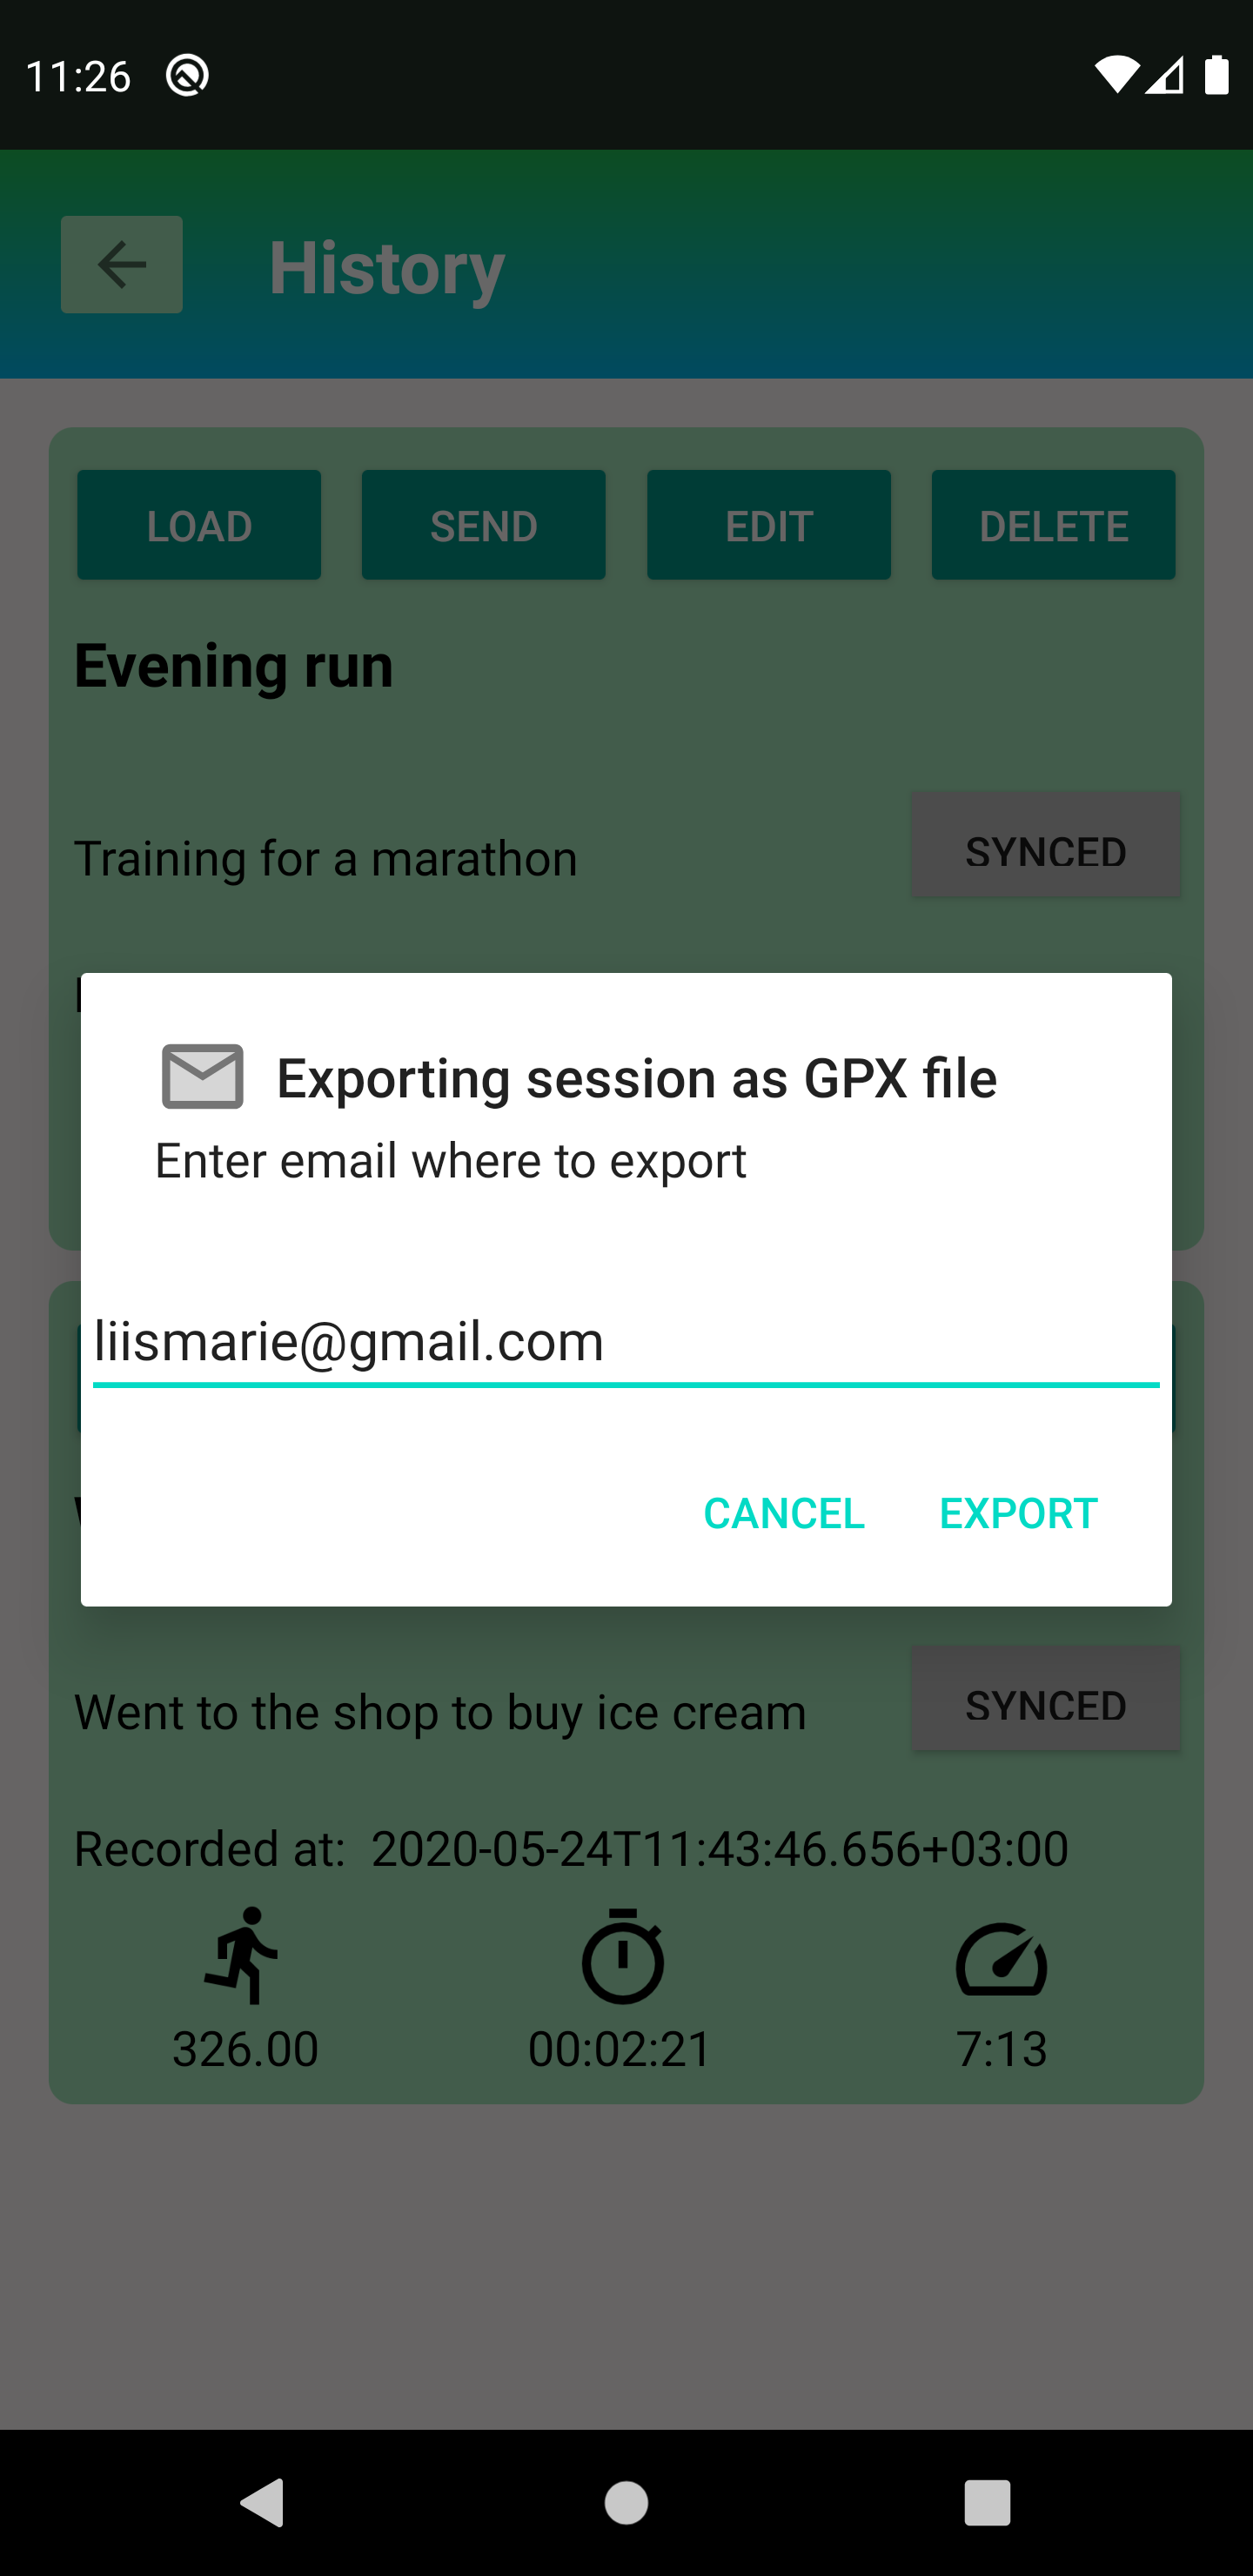 11:26
History
LOAD SEND EDIT DELETE
Evening run
Training for a marathon
SYNCED
Exporting session as GPX file
Enter email where to export
liismarie@gmail.com
CANCEL EXPORT
Went to the shop to buy ice cream
SYNCED
Recorded at: 2020-05-24T11:43:46.656+03:00
326.00 00:02:21 7:13